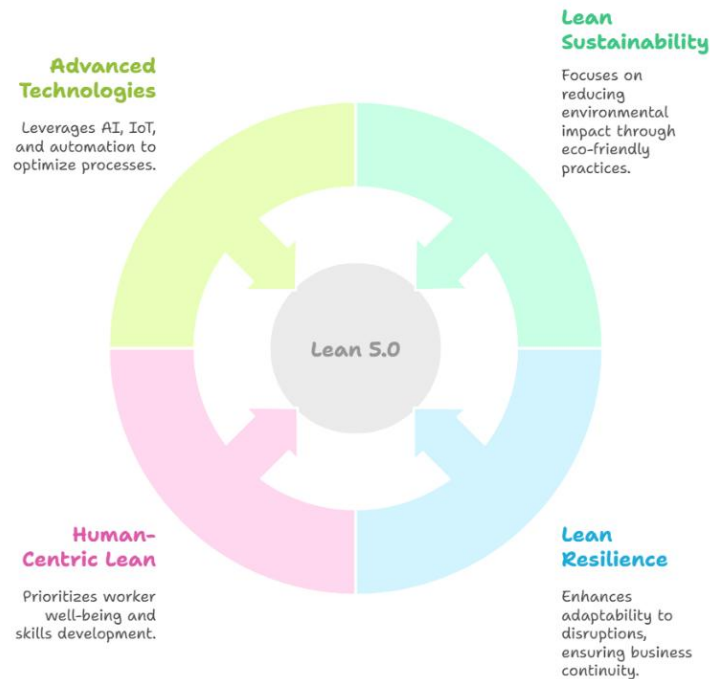 Advanced
Technologies
Leverages AI, IoT,
and automation to
optimize processes.
Lean
Sustainability
Focuses on
reducing
environmental
impact through
eco-friendly
practices.
Lean 5.0
Human-
Centric Lean
Prioritizes worker
well-being and
skills development.
Lean
Resilience
Enhances
adaptability to
disruptions,
ensuring business
continuity.